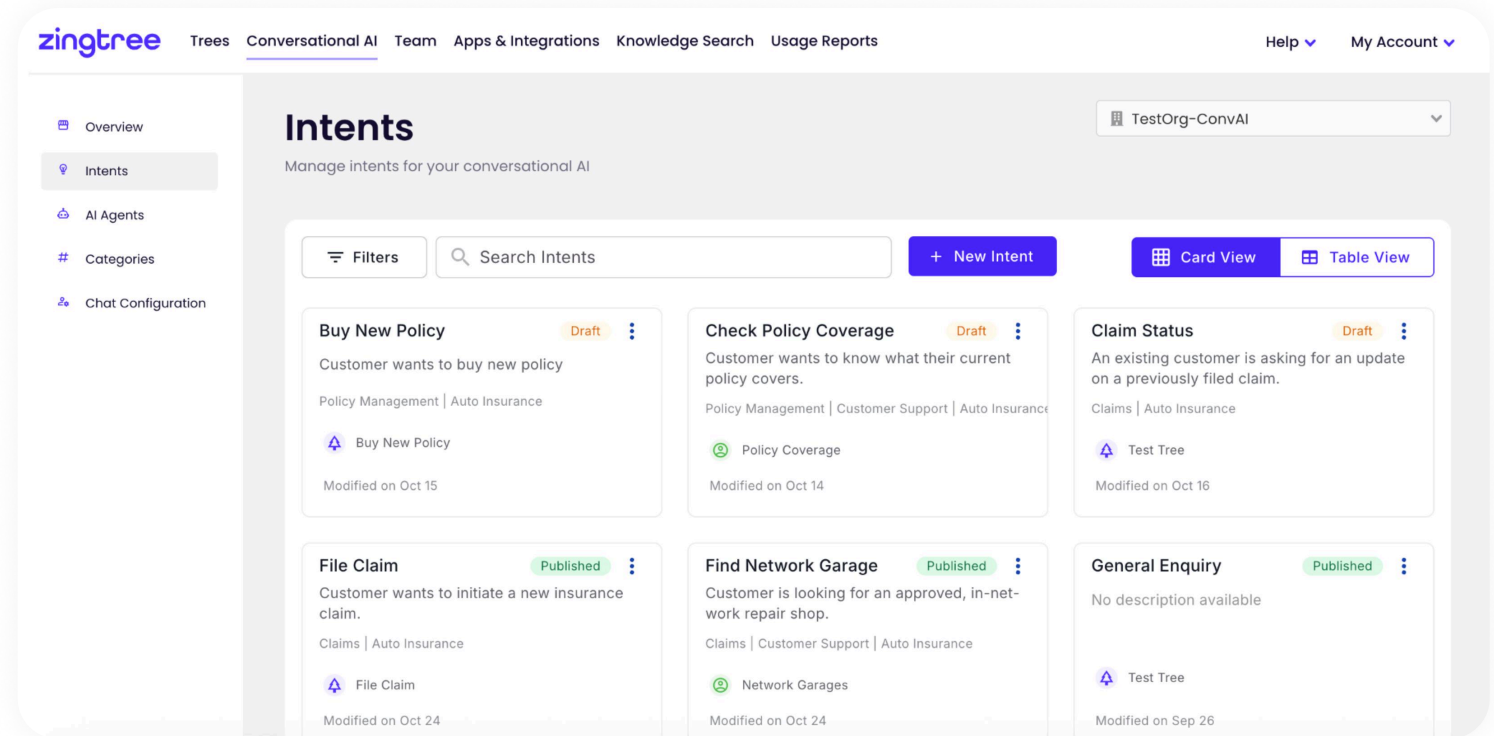 zingtree Trees Conversational AI Team Apps & Integrations Knowledge Search Usage Reports Help My Account
Overview
Intents
AI Agents
Categories
Chat Configuration
Intents
Manage intents for your conversational AI
TestOrg-ConvAI
Filters
Search Intents
+ New Intent
Card View
Table View
Buy New Policy Draft
Customer wants to buy new policy
Policy Management | Auto Insurance
Buy New Policy
Modified on Oct 15
Check Policy Coverage Draft
Customer wants to know what their current
policy covers.
Policy Management | Customer Support | Auto Insurance
Policy Coverage
Modified on Oct 14
Claim Status Draft
An existing customer is asking for an update
on a previously filed claim.
Claims | Auto Insurance
Test Tree
Modified on Oct 16
File Claim Published
Customer wants to initiate a new insurance
claim.
Claims | Auto Insurance
File Claim
Modified on Oct 24
Find Network Garage Published
Customer is looking for an approved, in-net-
work repair shop.
Claims | Customer Support | Auto Insurance
Network Garages
Modified on Oct 24
General Enquiry Published
No description available
Test Tree
Modified on Sep 26